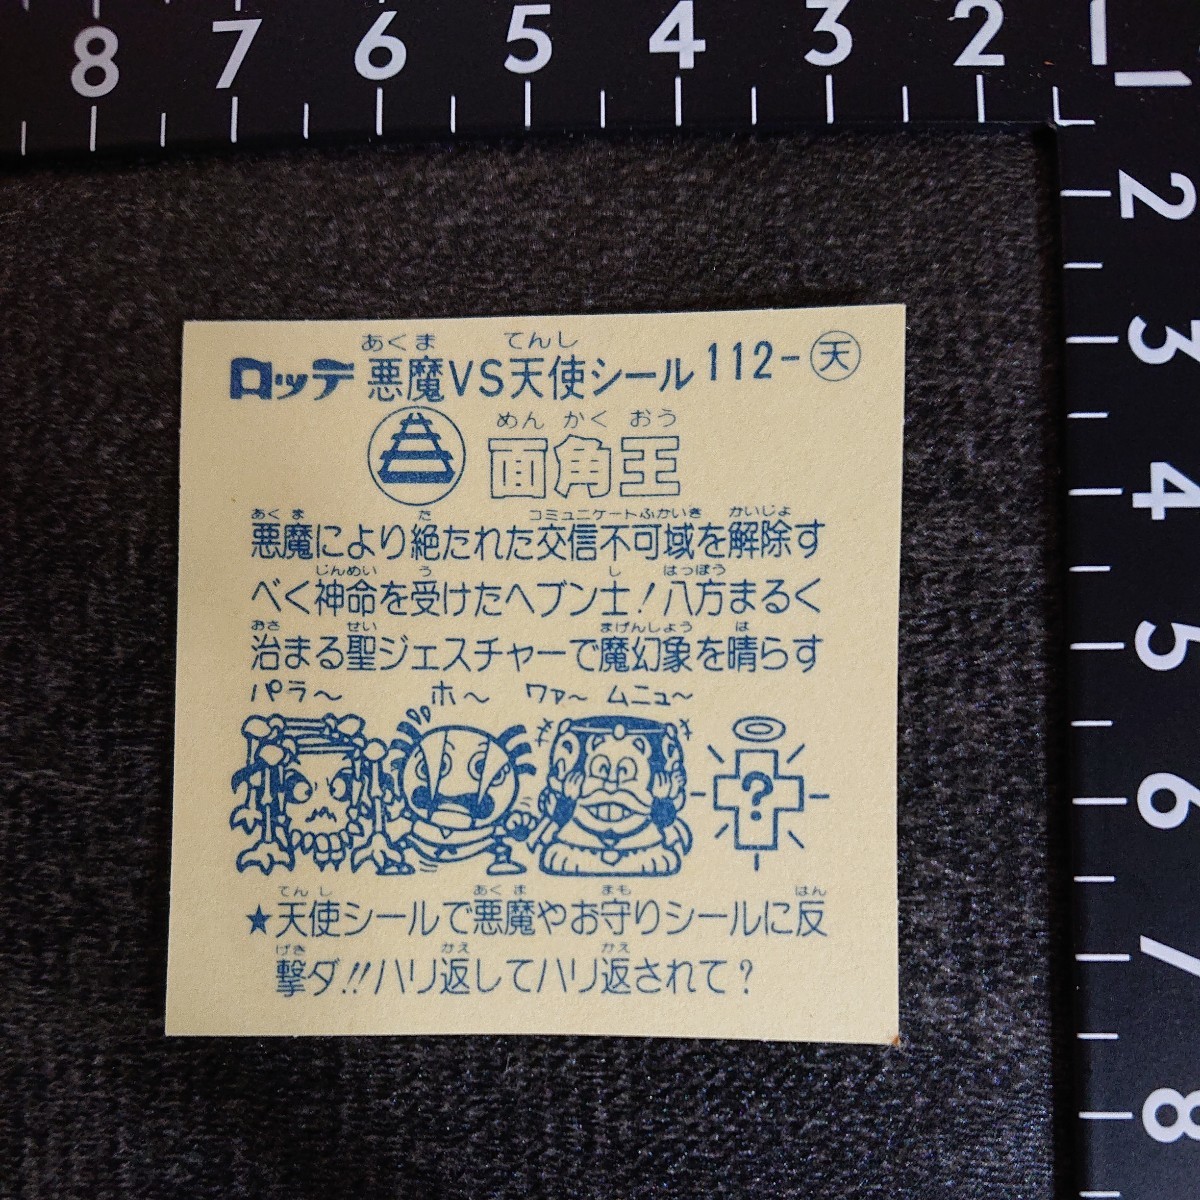 8 7 6 5 4 3 2 1
1
2
3
4
5
6
7
8
あくま てんし
ロッテ 悪魔VS天使シール 112-天
めん かく おう
面角王
あく ま た コミュニケートふかいき かいじょ
悪魔により絶たれた交信不可域を解除す
じんめい う し はっぽう
べく神命を受けたヘブン士!八方まるく
おさ せい まげんしょう は
治まる聖ジェスチャーで魔幻象を晴らす
パラ〜 ホ〜 ワァ〜 ムニュ〜
?
てん し あく ま まも はん
★天使シールで悪魔やお守りシールに反
げき かえ かえ
撃ダ!!ハリ返してハリ返されて?